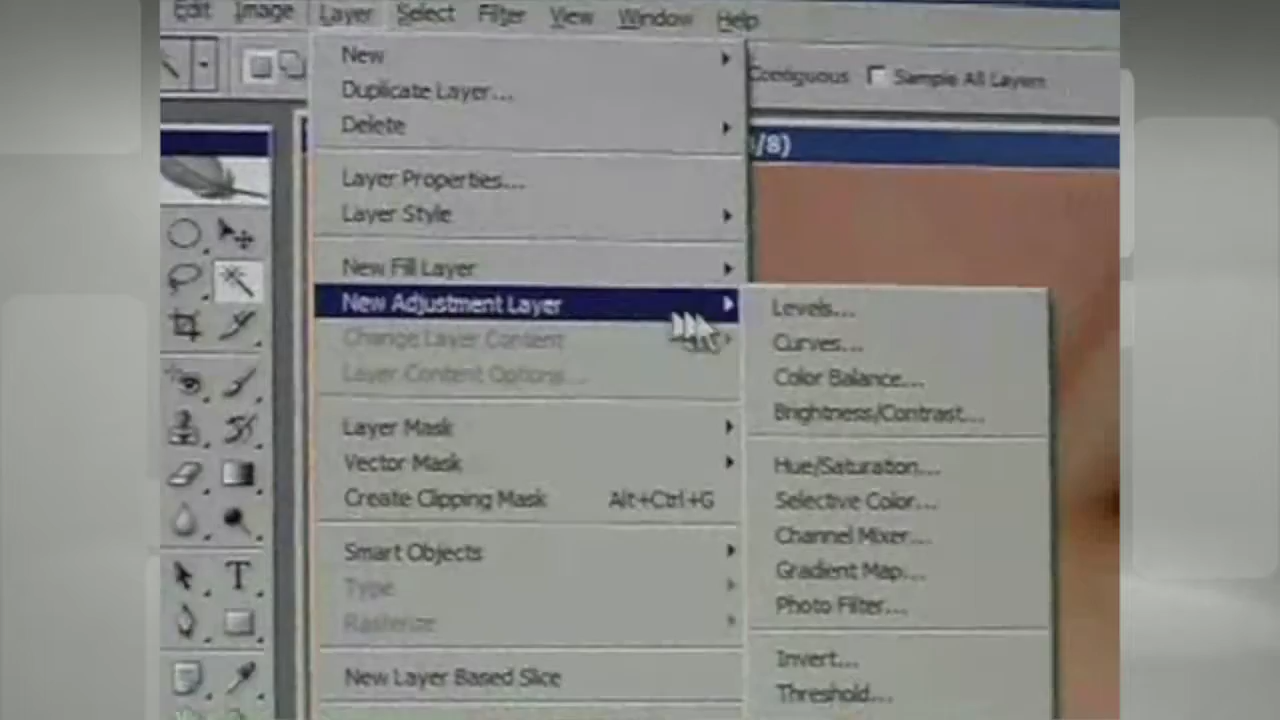 Edit Image Layer Select Filter View Window Help
Contiguous Sample All Layers
New
Duplicate Layer...
Delete
/8)
Layer Properties...
Layer Style
New Fill Layer
New Adjustment Layer
Change Layer Content
Layer Content Options...
Layer Mask
Vector Mask
Create Clipping Mask Alt+Ctrl+G
Smart Objects
Type
Rasterize
New Layer Based Slice
Levels...
Curves...
Color Balance...
Brightness/Contrast...
Hue/Saturation...
Selective Color...
Channel Mixer...
Gradient Map...
Photo Filter...
Invert...
Threshold...